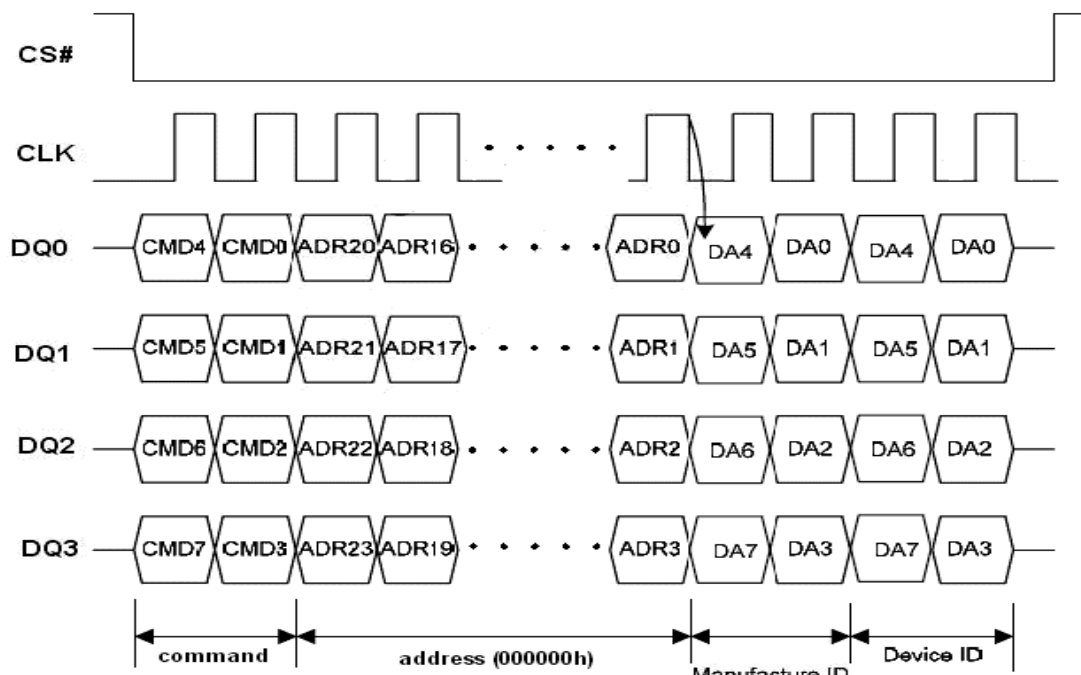 CS#
CLK
DQ0 CMD4 CMD0 ADR20 ADR16 ADR0 DA4 DA0 DA4 DA0
DQ1 CMD5 CMD1 ADR21 ADR17 ADR1 DA5 DA1 DA5 DA1
DQ2 CMD6 CMD2 ADR22 ADR18 ADR2 DA6 DA2 DA6 DA2
DQ3 CMD7 CMD3 ADR23 ADR19 ADR3 DA7 DA3 DA7 DA3
command address (000000h) Manufacture ID Device ID